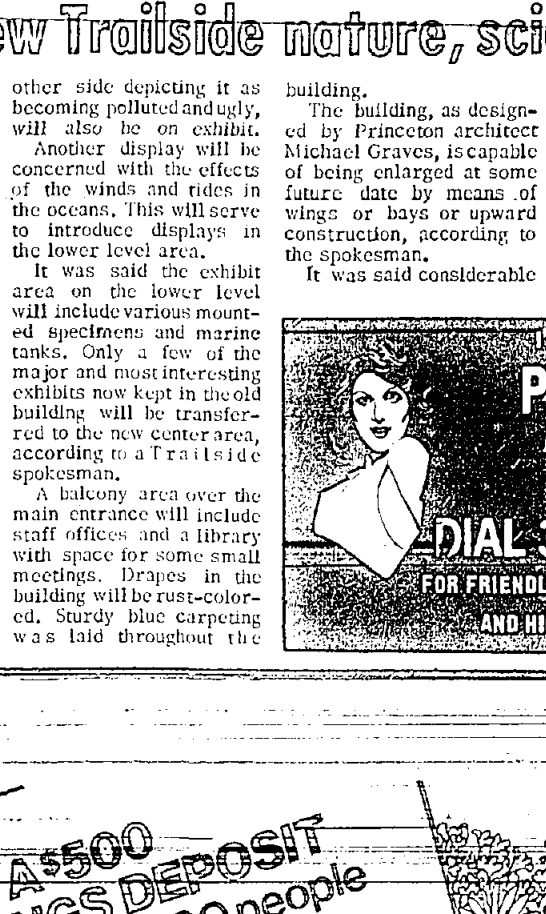 ew Trailside nature, sci
other side depicting it as
becoming polluted and ugly,
will also be on exhibit.
Another display will be
concerned with the effects
of the winds and tides in
the oceans. This will serve
to introduce displays in
the lower level area.
It was said the exhibit
area on the lower level
will include various mount-
ed specimens and marine
tanks. Only a few of the
major and most interesting
exhibits now kept in the old
building will be transfer-
red to the new center area,
according to a Trailside
spokesman.
A balcony area over the
main entrance will include
staff offices and a library
with space for some small
meetings. Drapes in the
building will be rust-color-
ed. Sturdy blue carpeting
was laid throughout the
building.
The building, as design-
ed by Princeton architect
Michael Graves, is capable
of being enlarged at some
future date by means of
wings or bays or upward
construction, according to
the spokesman.
It was said considerable
P
DIAL 3
FOR FRIENDL
AND HI
A $500
NGS DEPOSIT
people